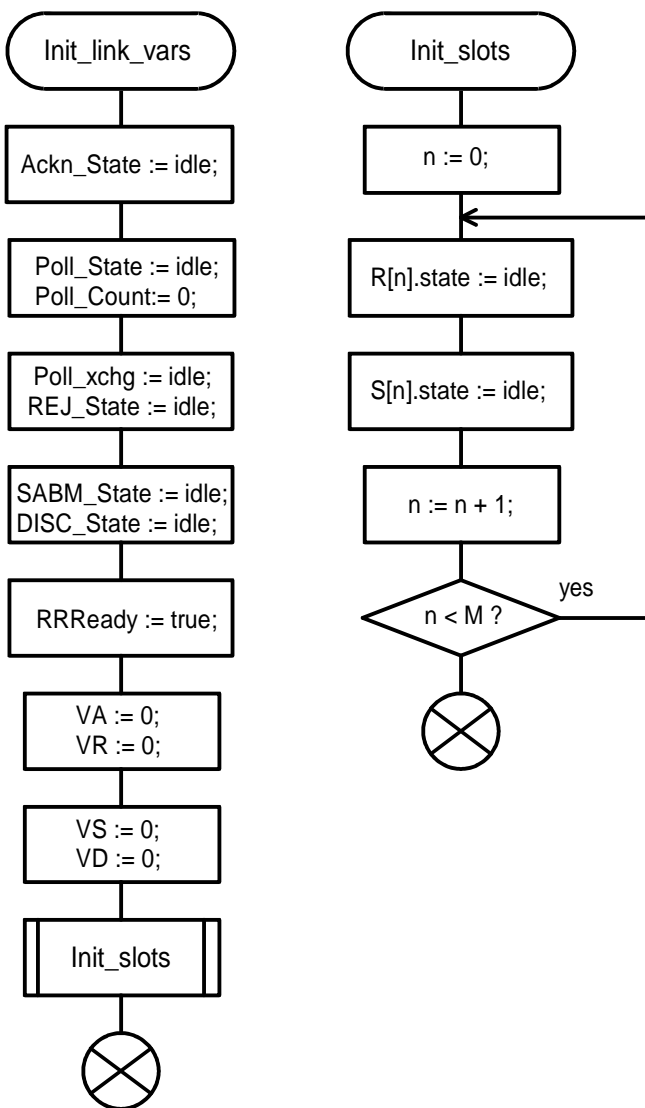 Init_link_vars
Ackn_State := idle;
Poll_State := idle;
Poll_Count:= 0;
Poll_xchg := idle;
REJ_State := idle;
SABM_State := idle;
DISC_State := idle;
RRReady := true;
VA := 0;
VR := 0;
VS := 0;
VD := 0;
Init_slots
Init_slots
n := 0;
R[n].state := idle;
S[n].state := idle;
n := n + 1;
n < M ?
yes